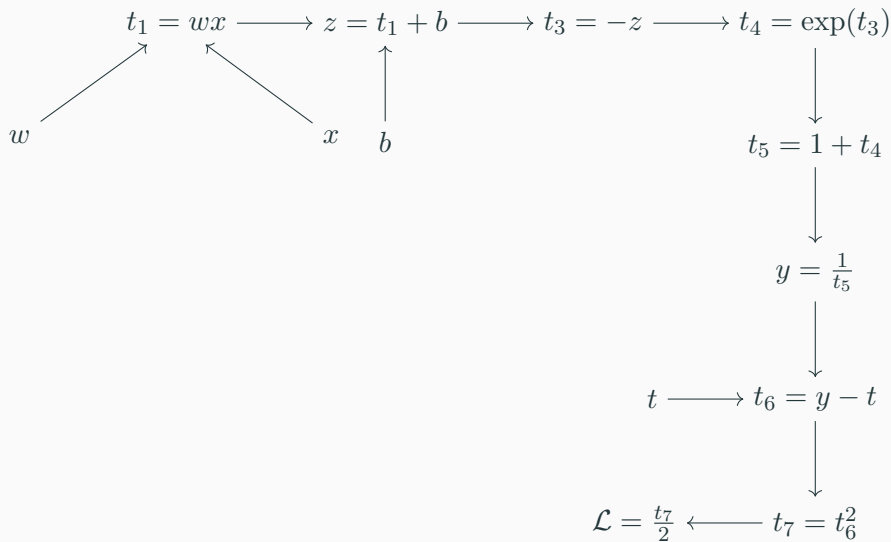 t₁ = wx z = t₁ + b t₃ = −z t₄ = exp(t₃)
w x b t₅ = 1 + t₄
y = 1/t₅
t t₆ = y − t
ℒ = t₇/2 t₇ = t₆²